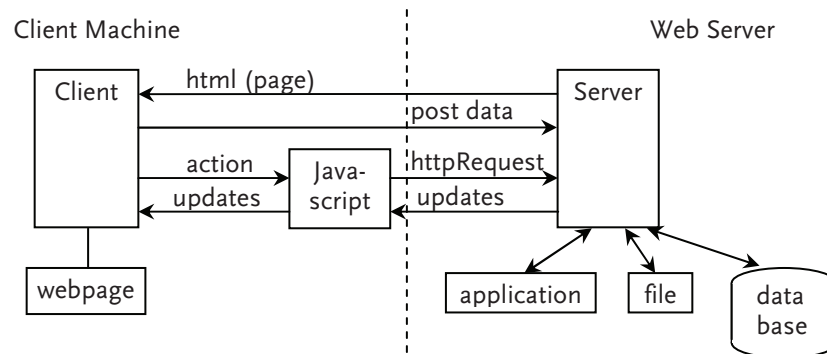 Client Machine
Web Server
Client
html (page)
Server
post data
action
Java-
script
httpRequest
updates
updates
webpage
application
file
data
base